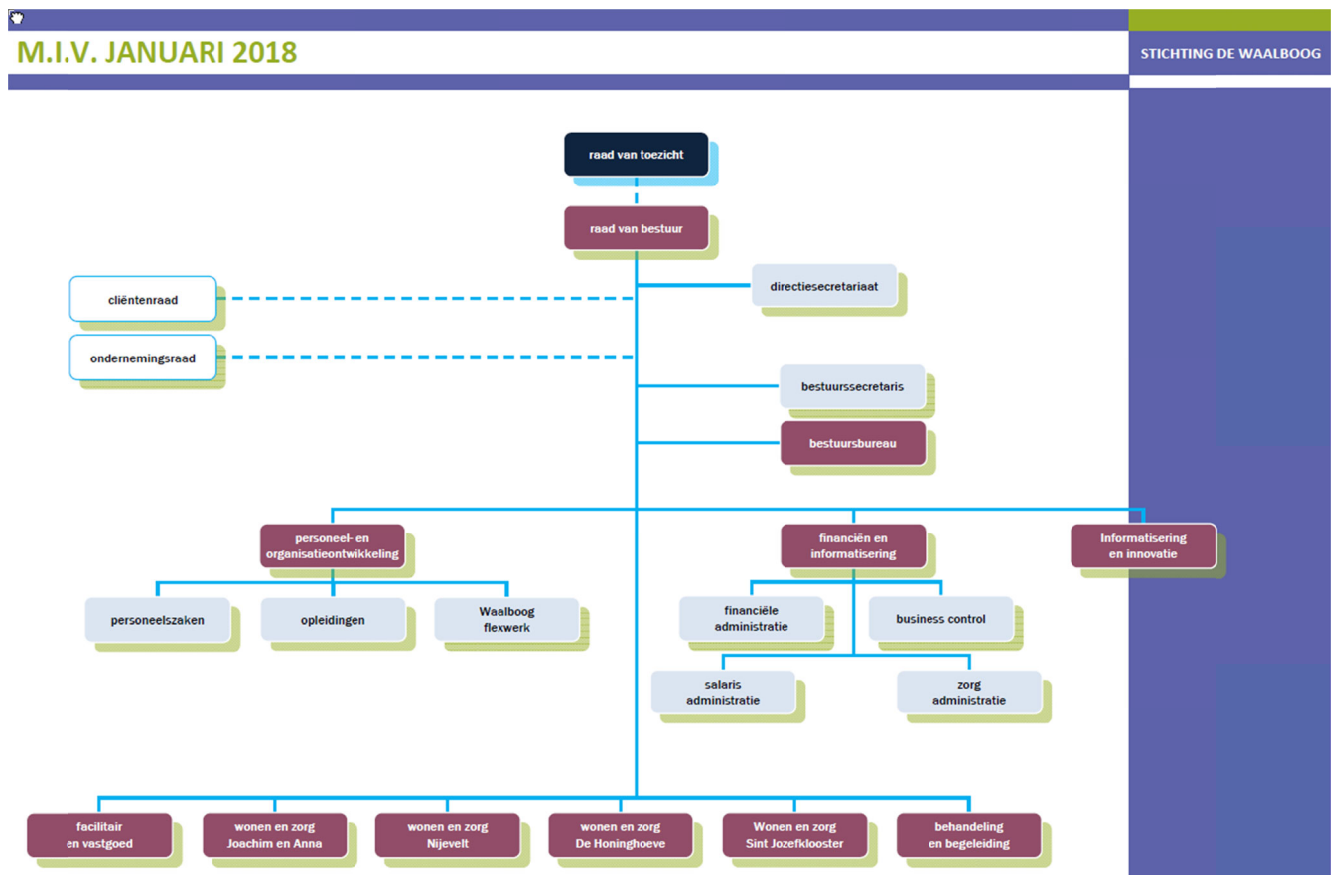 M.I.V. JANUARI 2018
STICHTING DE WAALBOOG
raad van toezicht
raad van bestuur
cliëntenraad
directiesecretariaat
ondernemingsraad
bestuurssecretaris
bestuursbureau
personeel- en
organisatieontwikkeling
financiën en
informatisering
Informatisering
en innovatie
personeelszaken
opleidingen
Waalboog
flexwerk
financiële
administratie
business control
salaris
administratie
zorg
administratie
facilitair
en vastgoed
wonen en zorg
Joachim en Anna
wonen en zorg
Nijevelt
wonen en zorg
De Honinghoeve
Wonen en zorg
Sint Jozefklooster
behandeling
en begeleiding